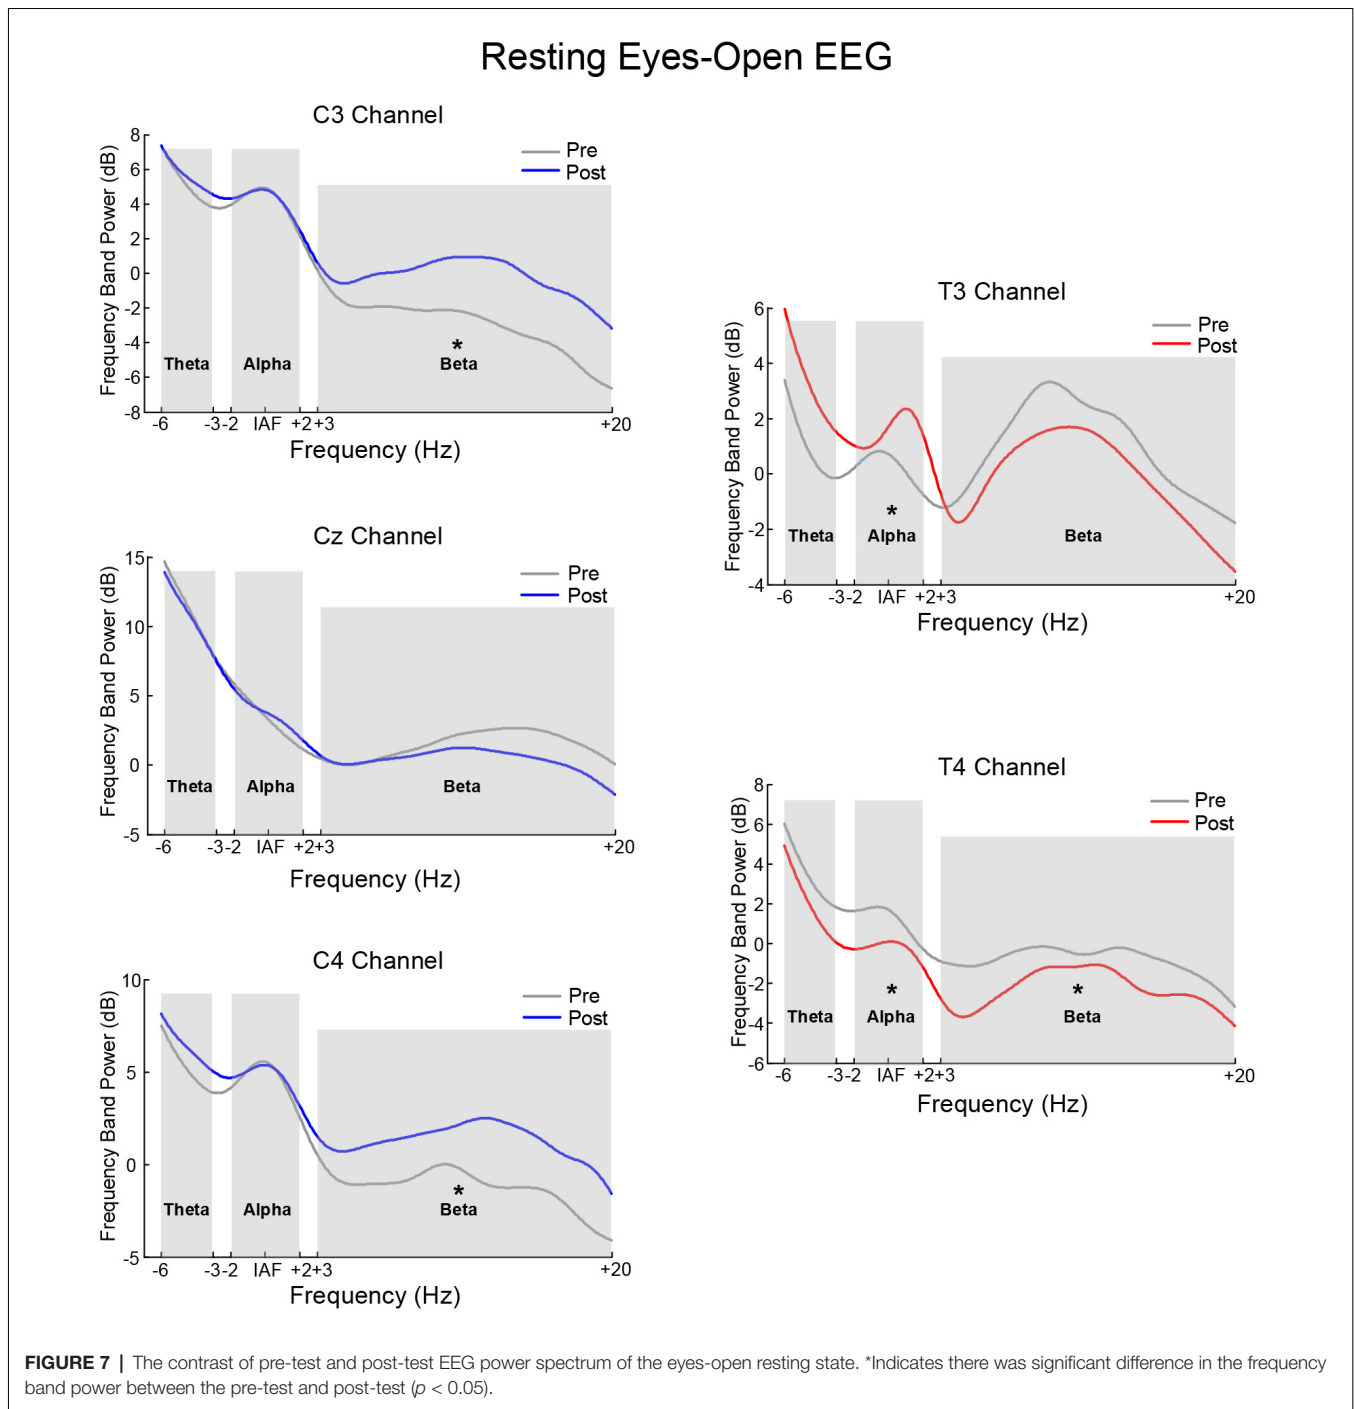 Resting Eyes-Open EEG
C3 Channel
Frequency Band Power (dB)
8
6
4
2
0
-2
-4
-6
-8
Pre
Post
*
Theta
Alpha
Beta
-6
-3
-2
IAF
+2
+3
+20
Frequency (Hz)
Cz Channel
Frequency Band Power (dB)
15
10
5
0
-5
Pre
Post
Theta
Alpha
Beta
-6
-3
-2
IAF
+2
+3
+20
Frequency (Hz)
C4 Channel
Frequency Band Power (dB)
10
5
0
-5
Pre
Post
*
Theta
Alpha
Beta
-6
-3
-2
IAF
+2
+3
+20
Frequency (Hz)
T3 Channel
Frequency Band Power (dB)
6
4
2
0
-2
-4
Pre
Post
*
Theta
Alpha
Beta
-6
-3
-2
IAF
+2
+3
+20
Frequency (Hz)
T4 Channel
Frequency Band Power (dB)
8
6
4
2
0
-2
-4
-6
Pre
Post
*
*
Theta
Alpha
Beta
-6
-3
-2
IAF
+2
+3
+20
Frequency (Hz)
FIGURE 7 | The contrast of pre-test and post-test EEG power spectrum of the eyes-open resting state. *Indicates there was significant difference in the frequency
band power between the pre-test and post-test (p < 0.05).